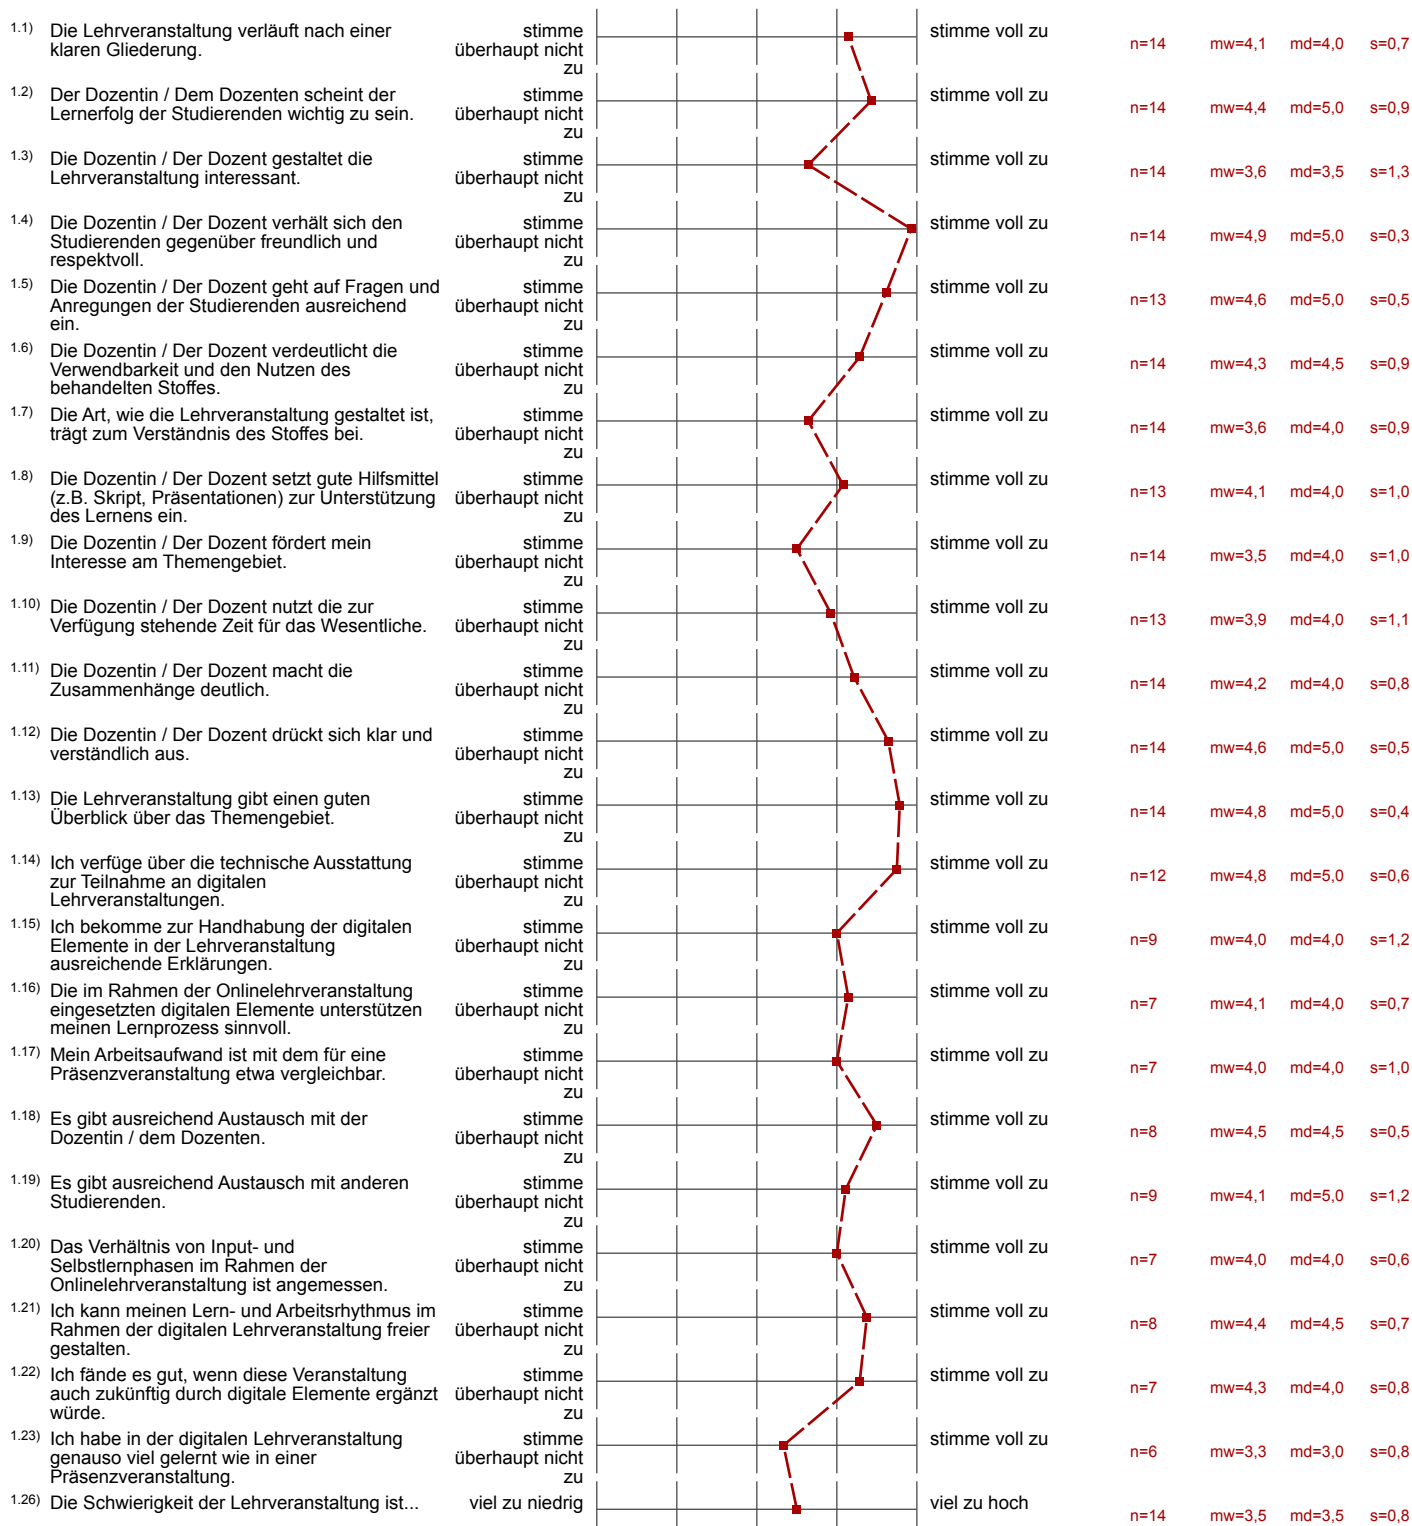 1.1) Die Lehrveranstaltung verläuft nach einer
klaren Gliederung.
stimme
überhaupt nicht
zu
stimme voll zu
n=14 mw=4,1 md=4,0 s=0,7
1.2) Der Dozentin / Dem Dozenten scheint der
Lernerfolg der Studierenden wichtig zu sein.
stimme
überhaupt nicht
zu
stimme voll zu
n=14 mw=4,4 md=5,0 s=0,9
1.3) Die Dozentin / Der Dozent gestaltet die
Lehrveranstaltung interessant.
stimme
überhaupt nicht
zu
stimme voll zu
n=14 mw=3,6 md=3,5 s=1,3
1.4) Die Dozentin / Der Dozent verhält sich den
Studierenden gegenüber freundlich und
respektvoll.
stimme
überhaupt nicht
zu
stimme voll zu
n=14 mw=4,9 md=5,0 s=0,3
1.5) Die Dozentin / Der Dozent geht auf Fragen und
Anregungen der Studierenden ausreichend
ein.
stimme
überhaupt nicht
zu
stimme voll zu
n=13 mw=4,6 md=5,0 s=0,5
1.6) Die Dozentin / Der Dozent verdeutlicht die
Verwendbarkeit und den Nutzen des
behandelten Stoffes.
stimme
überhaupt nicht
zu
stimme voll zu
n=14 mw=4,3 md=4,5 s=0,9
1.7) Die Art, wie die Lehrveranstaltung gestaltet ist,
trägt zum Verständnis des Stoffes bei.
stimme
überhaupt nicht
zu
stimme voll zu
n=14 mw=3,6 md=4,0 s=0,9
1.8) Die Dozentin / Der Dozent setzt gute Hilfsmittel
(z.B. Skript, Präsentationen) zur Unterstützung
des Lernens ein.
stimme
überhaupt nicht
zu
stimme voll zu
n=13 mw=4,1 md=4,0 s=1,0
1.9) Die Dozentin / Der Dozent fördert mein
Interesse am Themengebiet.
stimme
überhaupt nicht
zu
stimme voll zu
n=14 mw=3,5 md=4,0 s=1,0
1.10) Die Dozentin / Der Dozent nutzt die zur
Verfügung stehende Zeit für das Wesentliche.
stimme
überhaupt nicht
zu
stimme voll zu
n=13 mw=3,9 md=4,0 s=1,1
1.11) Die Dozentin / Der Dozent macht die
Zusammenhänge deutlich.
stimme
überhaupt nicht
zu
stimme voll zu
n=14 mw=4,2 md=4,0 s=0,8
1.12) Die Dozentin / Der Dozent drückt sich klar und
verständlich aus.
stimme
überhaupt nicht
zu
stimme voll zu
n=14 mw=4,6 md=5,0 s=0,5
1.13) Die Lehrveranstaltung gibt einen guten
Überblick über das Themengebiet.
stimme
überhaupt nicht
zu
stimme voll zu
n=14 mw=4,8 md=5,0 s=0,4
1.14) Ich verfüge über die technische Ausstattung
zur Teilnahme an digitalen
Lehrveranstaltungen.
stimme
überhaupt nicht
zu
stimme voll zu
n=12 mw=4,8 md=5,0 s=0,6
1.15) Ich bekomme zur Handhabung der digitalen
Elemente in der Lehrveranstaltung
ausreichende Erklärungen.
stimme
überhaupt nicht
zu
stimme voll zu
n=9 mw=4,0 md=4,0 s=1,2
1.16) Die im Rahmen der Onlinelehrveranstaltung
eingesetzten digitalen Elemente unterstützen
meinen Lernprozess sinnvoll.
stimme
überhaupt nicht
zu
stimme voll zu
n=7 mw=4,1 md=4,0 s=0,7
1.17) Mein Arbeitsaufwand ist mit dem für eine
Präsenzveranstaltung etwa vergleichbar.
stimme
überhaupt nicht
zu
stimme voll zu
n=7 mw=4,0 md=4,0 s=1,0
1.18) Es gibt ausreichend Austausch mit der
Dozentin / dem Dozenten.
stimme
überhaupt nicht
zu
stimme voll zu
n=8 mw=4,5 md=4,5 s=0,5
1.19) Es gibt ausreichend Austausch mit anderen
Studierenden.
stimme
überhaupt nicht
zu
stimme voll zu
n=9 mw=4,1 md=5,0 s=1,2
1.20) Das Verhältnis von Input- und
Selbstlernphasen im Rahmen der
Onlinelehrveranstaltung ist angemessen.
stimme
überhaupt nicht
zu
stimme voll zu
n=7 mw=4,0 md=4,0 s=0,6
1.21) Ich kann meinen Lern- und Arbeitsrhythmus im
Rahmen der digitalen Lehrveranstaltung freier
gestalten.
stimme
überhaupt nicht
zu
stimme voll zu
n=8 mw=4,4 md=4,5 s=0,7
1.22) Ich fände es gut, wenn diese Veranstaltung
auch zukünftig durch digitale Elemente ergänzt
würde.
stimme
überhaupt nicht
zu
stimme voll zu
n=7 mw=4,3 md=4,0 s=0,8
1.23) Ich habe in der digitalen Lehrveranstaltung
genauso viel gelernt wie in einer
Präsenzveranstaltung.
stimme
überhaupt nicht
zu
stimme voll zu
n=6 mw=3,3 md=3,0 s=0,8
1.26) Die Schwierigkeit der Lehrveranstaltung ist...
viel zu niedrig
viel zu hoch
n=14 mw=3,5 md=3,5 s=0,8